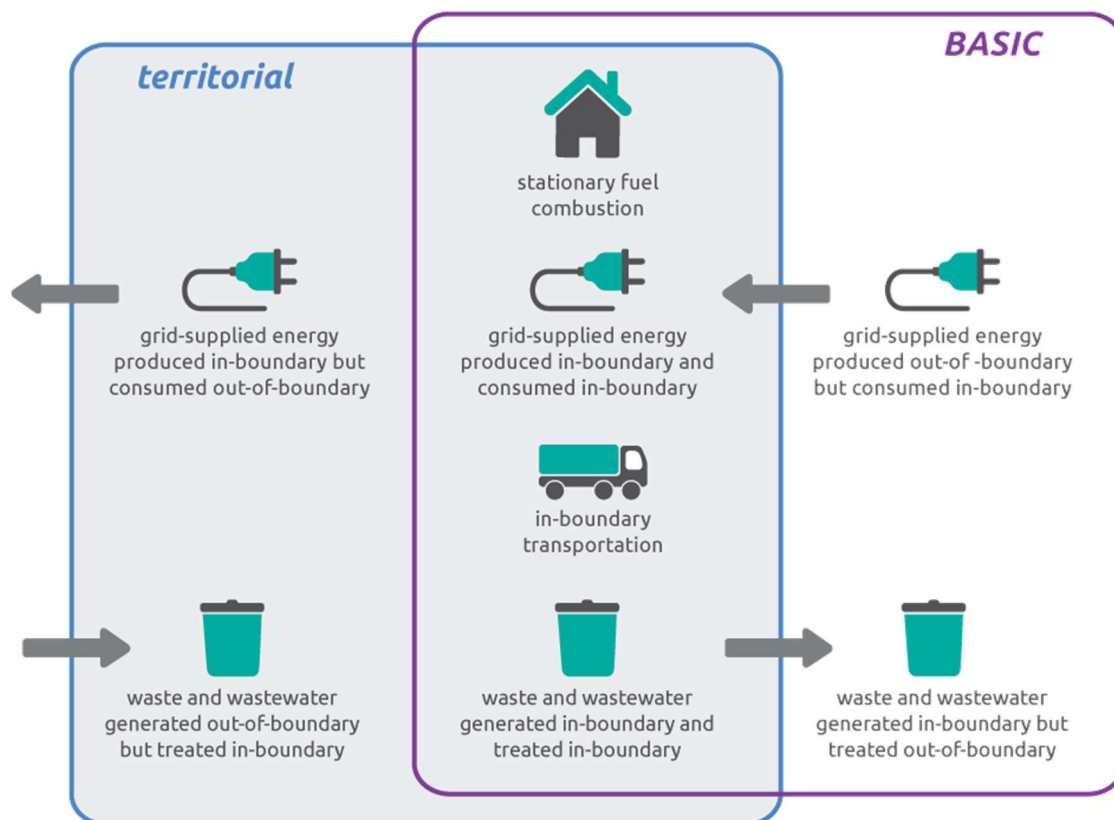 territorial
BASIC
stationary fuel
combustion
grid-supplied energy
produced in-boundary but
consumed out-of-boundary
grid-supplied energy
produced in-boundary and
consumed in-boundary
grid-supplied energy
produced out-of -boundary
but consumed in-boundary
in-boundary
transportation
waste and wastewater
generated out-of-boundary
but treated in-boundary
waste and wastewater
generated in-boundary and
treated in-boundary
waste and wastewater
generated in-boundary but
treated out-of-boundary